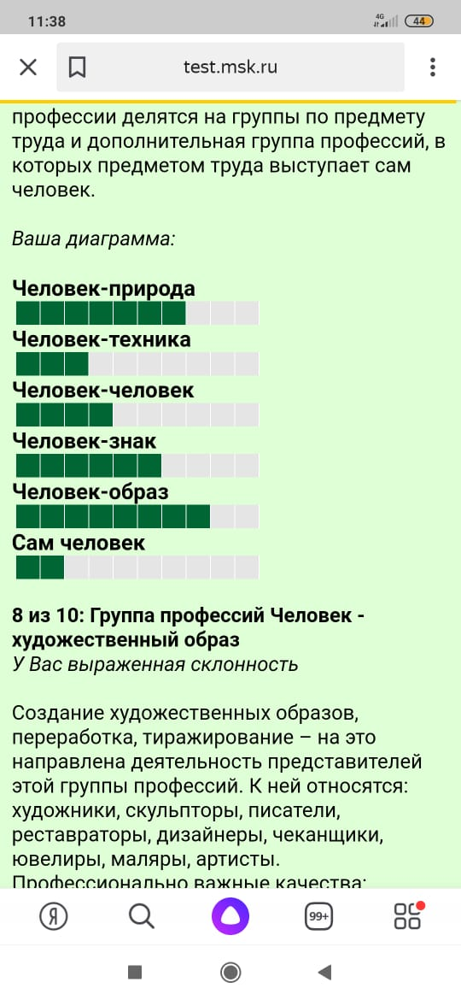 11:38
4G
44
test.msk.ru
профессии делятся на группы по предмету
труда и дополнительная группа профессий, в
которых предметом труда выступает сам
человек.
Ваша диаграмма:
Человек-природа
Человек-техника
Человек-человек
Человек-знак
Человек-образ
Сам человек
8 из 10: Группа профессий Человек -
художественный образ
У Вас выраженная склонность
Создание художественных образов,
переработка, тиражирование – на это
направлена деятельность представителей
этой группы профессий. К ней относятся:
художники, скульпторы, писатели,
реставраторы, дизайнеры, чеканщики,
ювелиры, маляры, артисты.
Профессионально важные качества:
Я
99+